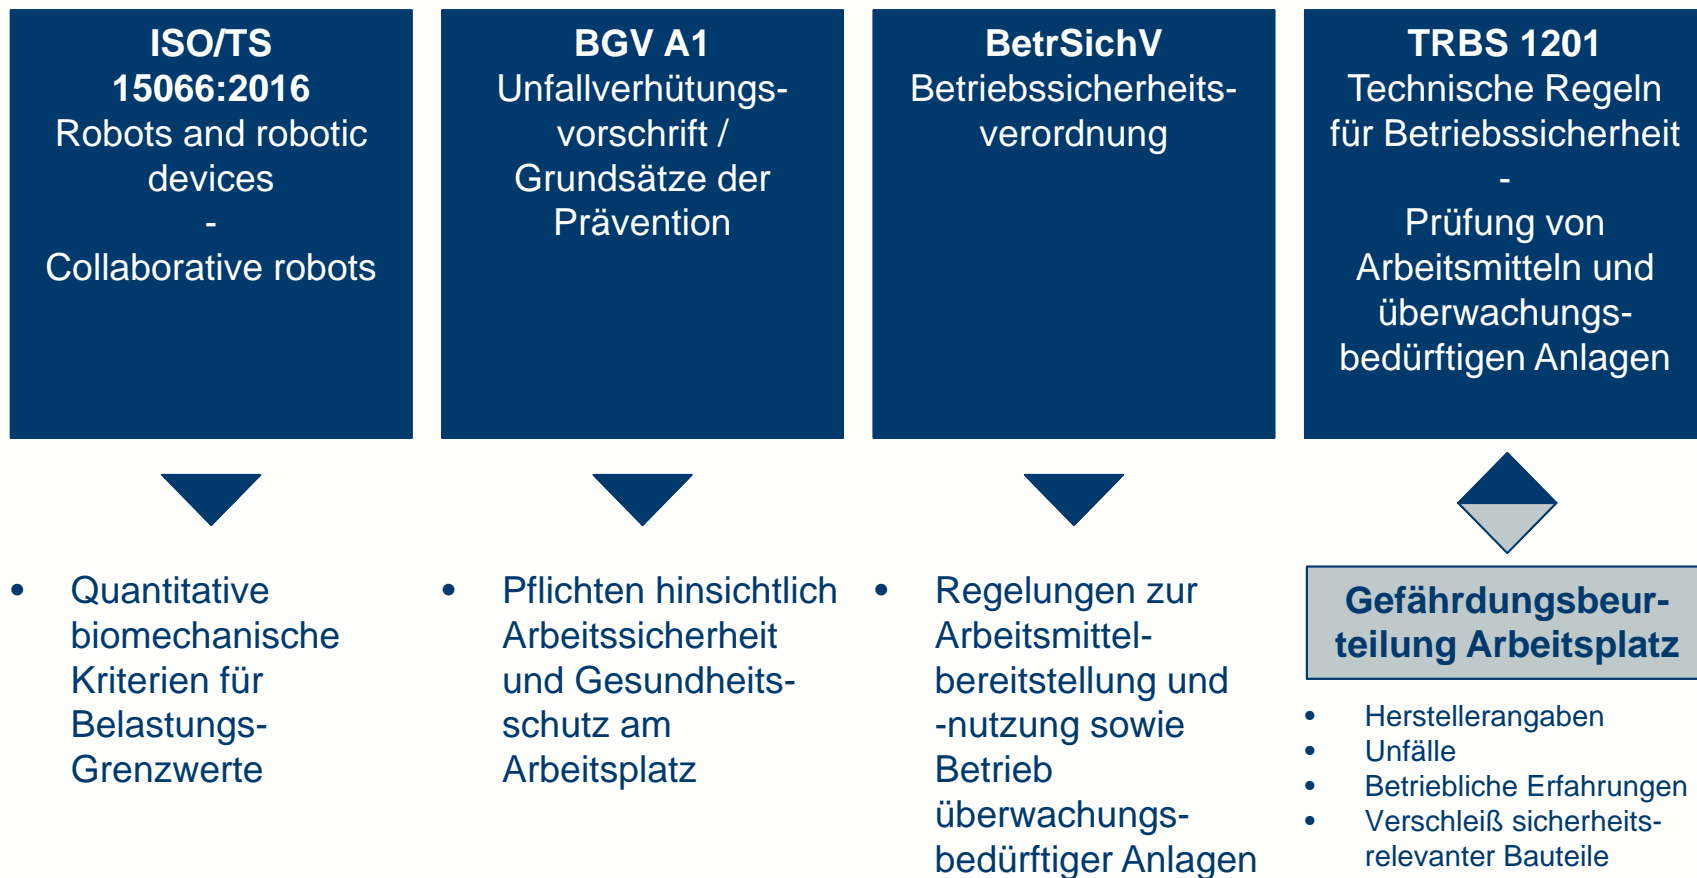 ISO/TS
15066:2016
Robots and robotic
devices
-
Collaborative robots
BGV A1
Unfallverhütungs-
vorschrift /
Grundsätze der
Prävention
BetrSichV
Betriebssicherheits-
verordnung
TRBS 1201
Technische Regeln
für Betriebssicherheit
-
Prüfung von
Arbeitsmitteln und
überwachungs-
bedürftigen Anlagen
• Quantitative
biomechanische
Kriterien für
Belastungs-
Grenzwerte
• Pflichten hinsichtlich
Arbeitssicherheit
und Gesundheits-
schutz am
Arbeitsplatz
• Regelungen zur
Arbeitsmittel-
bereitstellung und
-nutzung sowie
Betrieb
überwachungs-
bedürftiger Anlagen
Gefährdungsbeur-
teilung Arbeitsplatz
• Herstellerangaben
• Unfälle
• Betriebliche Erfahrungen
• Verschleiß sicherheits-
relevanter Bauteile